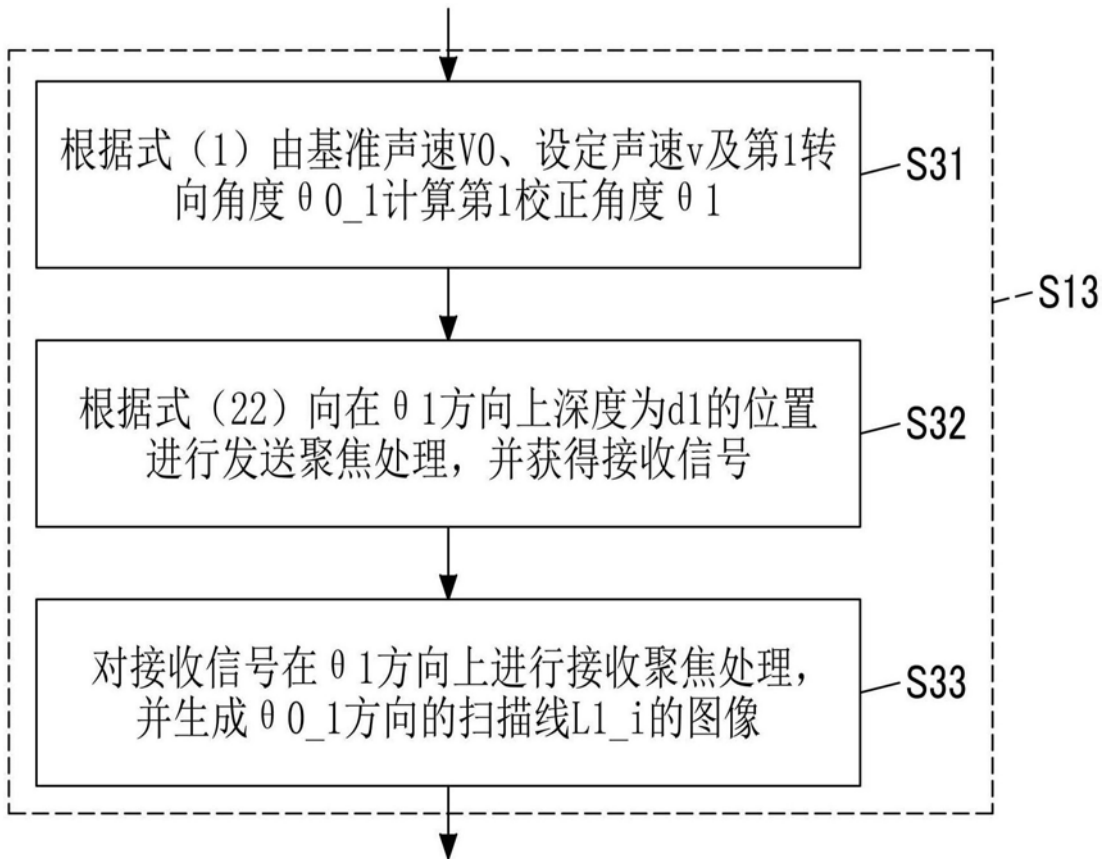 根据式（1）由基准声速V0、设定声速v及第1转
向角度θ0_1计算第1校正角度θ1
S31
S13
根据式（22）向在θ1方向上深度为d1的位置
进行发送聚焦处理，并获得接收信号
S32
对接收信号在θ1方向上进行接收聚焦处理，
并生成θ0_1方向的扫描线L1_i的图像
S33